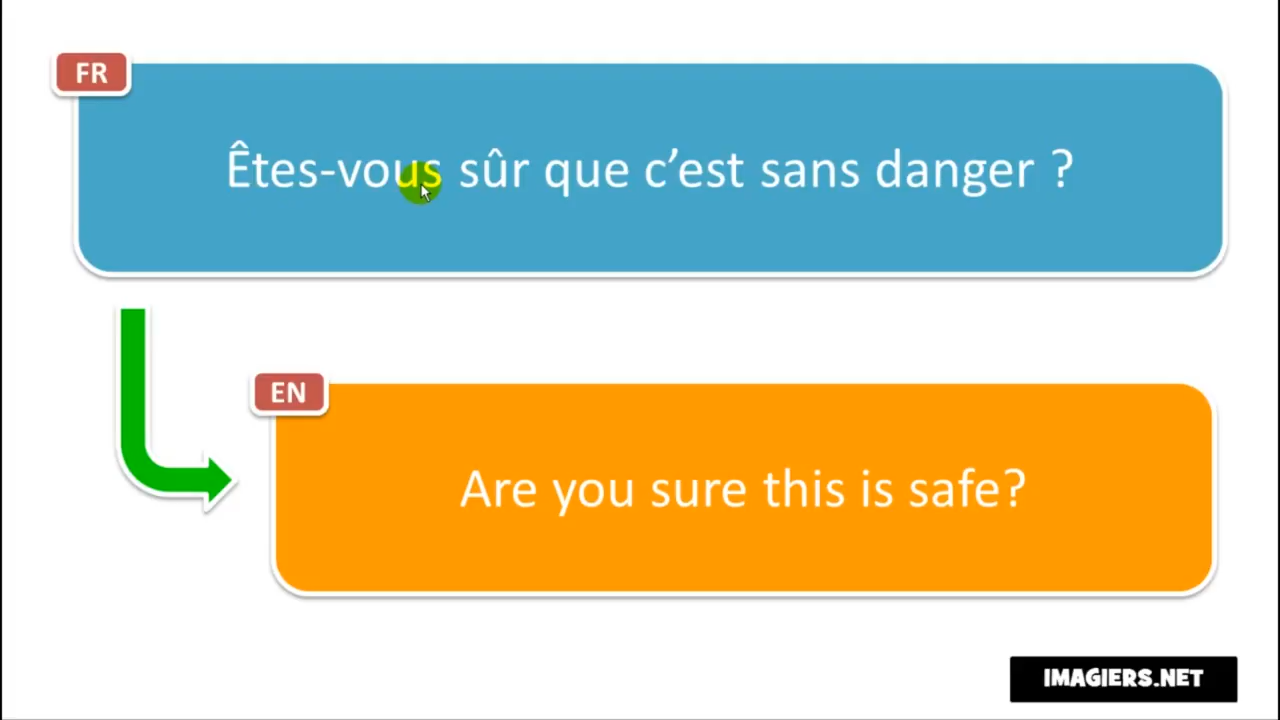 FR
Êtes-vous sûr que c’est sans danger ?
EN
Are you sure this is safe?
IMAGIERS.NET